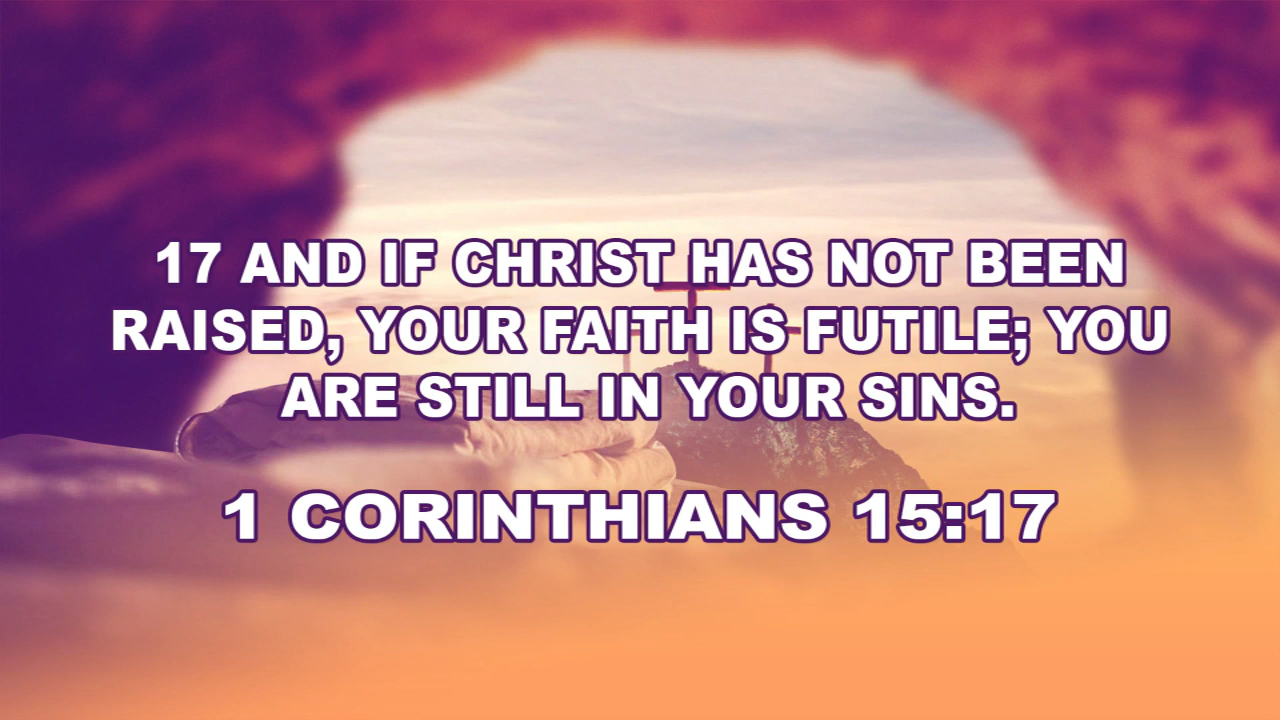 17 AND IF CHRIST HAS NOT BEEN
RAISED, YOUR FAITH IS FUTILE; YOU
ARE STILL IN YOUR SINS.
1 CORINTHIANS 15:17